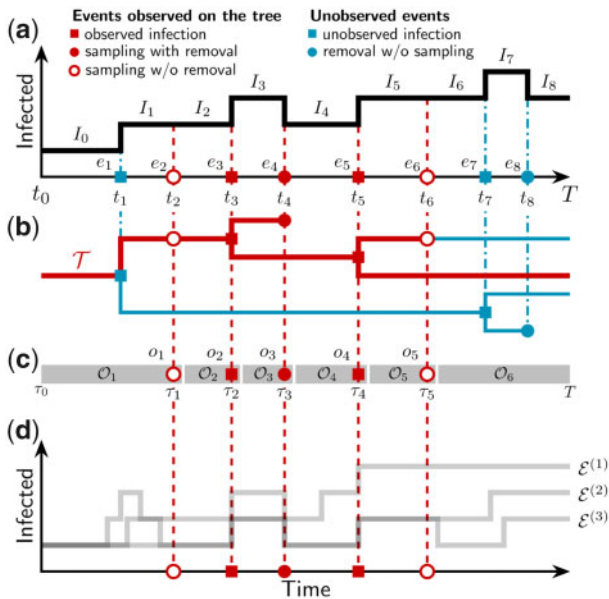 Events observed on the tree
Unobserved events
observed infection
unobserved infection
sampling with removal
removal w/o sampling
sampling w/o removal
(a)
Infected
I₀ I₁ I₂ I₃ I₄ I₅ I₆ I₇ I₈
e₁ e₂ e₃ e₄ e₅ e₆ e₇ e₈
t₀ t₁ t₂ t₃ t₄ t₅ t₆ t₇ t₈ T
(b)
𝒯
(c)
o₁ o₂ o₃ o₄ o₅
𝒪₁ 𝒪₂ 𝒪₃ 𝒪₄ 𝒪₅ 𝒪₆
τ₀ τ₁ τ₂ τ₃ τ₄ τ₅ T
(d)
Infected
ℰ⁽¹⁾
ℰ⁽²⁾
ℰ⁽³⁾
Time